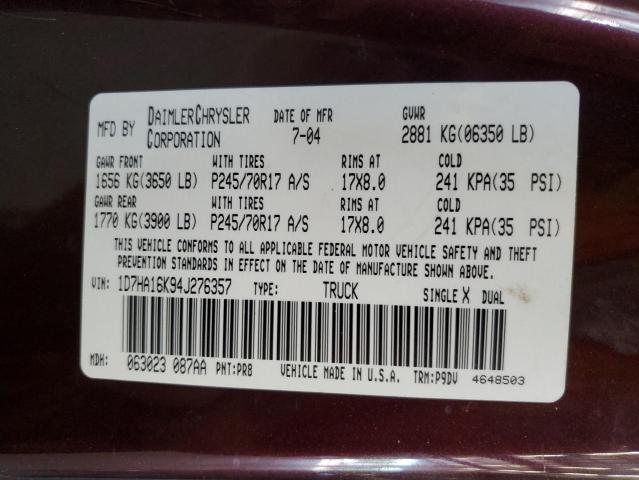 MFD BY DAIMLERCHRYSLER CORPORATION DATE OF MFR 7-04 GVWR 2881 KG(06350 LB)
GAWR FRONT WITH TIRES RIMS AT COLD
1656 KG(3650 LB) P245/70R17 A/S 17X8.0 241 KPA(35 PSI)
GAWR REAR WITH TIRES RIMS AT COLD
1770 KG(3900 LB) P245/70R17 A/S 17X8.0 241 KPA(35 PSI)
THIS VEHICLE CONFORMS TO ALL APPLICABLE FEDERAL MOTOR VEHICLE SAFETY AND THEFT
PREVENTION STANDARDS IN EFFECT ON THE DATE OF MANUFACTURE SHOWN ABOVE.
VIN: 1D7HA16K94J276357 TYPE: TRUCK SINGLE X DUAL
MDH: 063023 087AA PNT:PR8 VEHICLE MADE IN U.S.A. TRM:P9DV 4648503